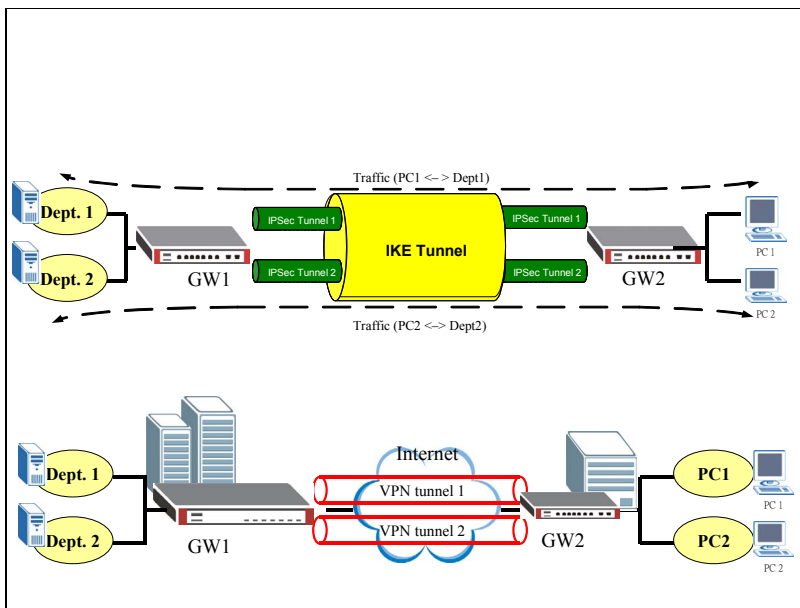 Traffic (PC1 <–> Dept1)
Dept. 1
IPSec Tunnel 1
IPSec Tunnel 1
IKE Tunnel
PC 1
Dept. 2
IPSec Tunnel 2
IPSec Tunnel 2
GW1
GW2
PC 2
Traffic (PC2 <–> Dept2)
Internet
Dept. 1
VPN tunnel 1
PC1
PC 1
Dept. 2
VPN tunnel 2
GW1
GW2
PC2
PC 2